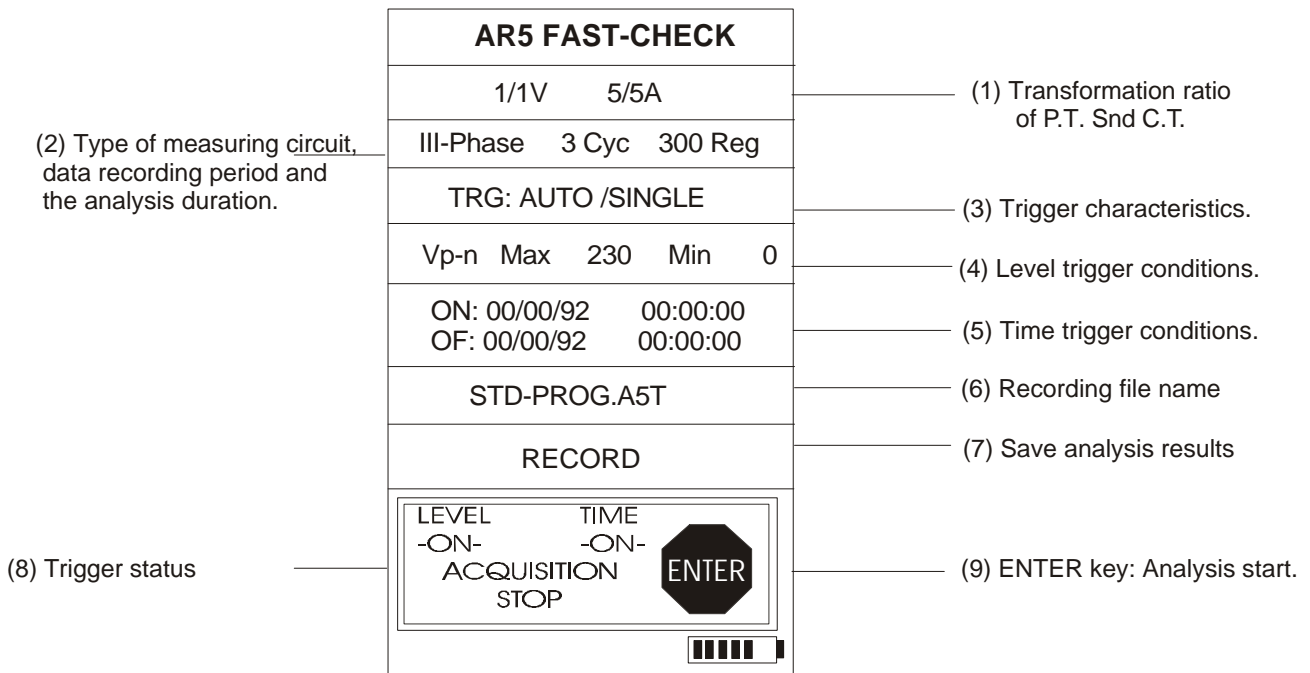 AR5 FAST-CHECK
1/1V 5/5A
(1) Transformation ratio
of P.T. Snd C.T.
(2) Type of measuring circuit,
data recording period and
the analysis duration.
III-Phase 3 Cyc 300 Reg
TRG: AUTO /SINGLE
(3) Trigger characteristics.
Vp-n Max 230 Min 0
(4) Level trigger conditions.
ON: 00/00/92 00:00:00
OF: 00/00/92 00:00:00
(5) Time trigger conditions.
STD-PROG.A5T
(6) Recording file name
RECORD
(7) Save analysis results
(8) Trigger status
LEVEL TIME
-ON- -ON-
ACQUISITION
STOP
ENTER
(9) ENTER key: Analysis start.